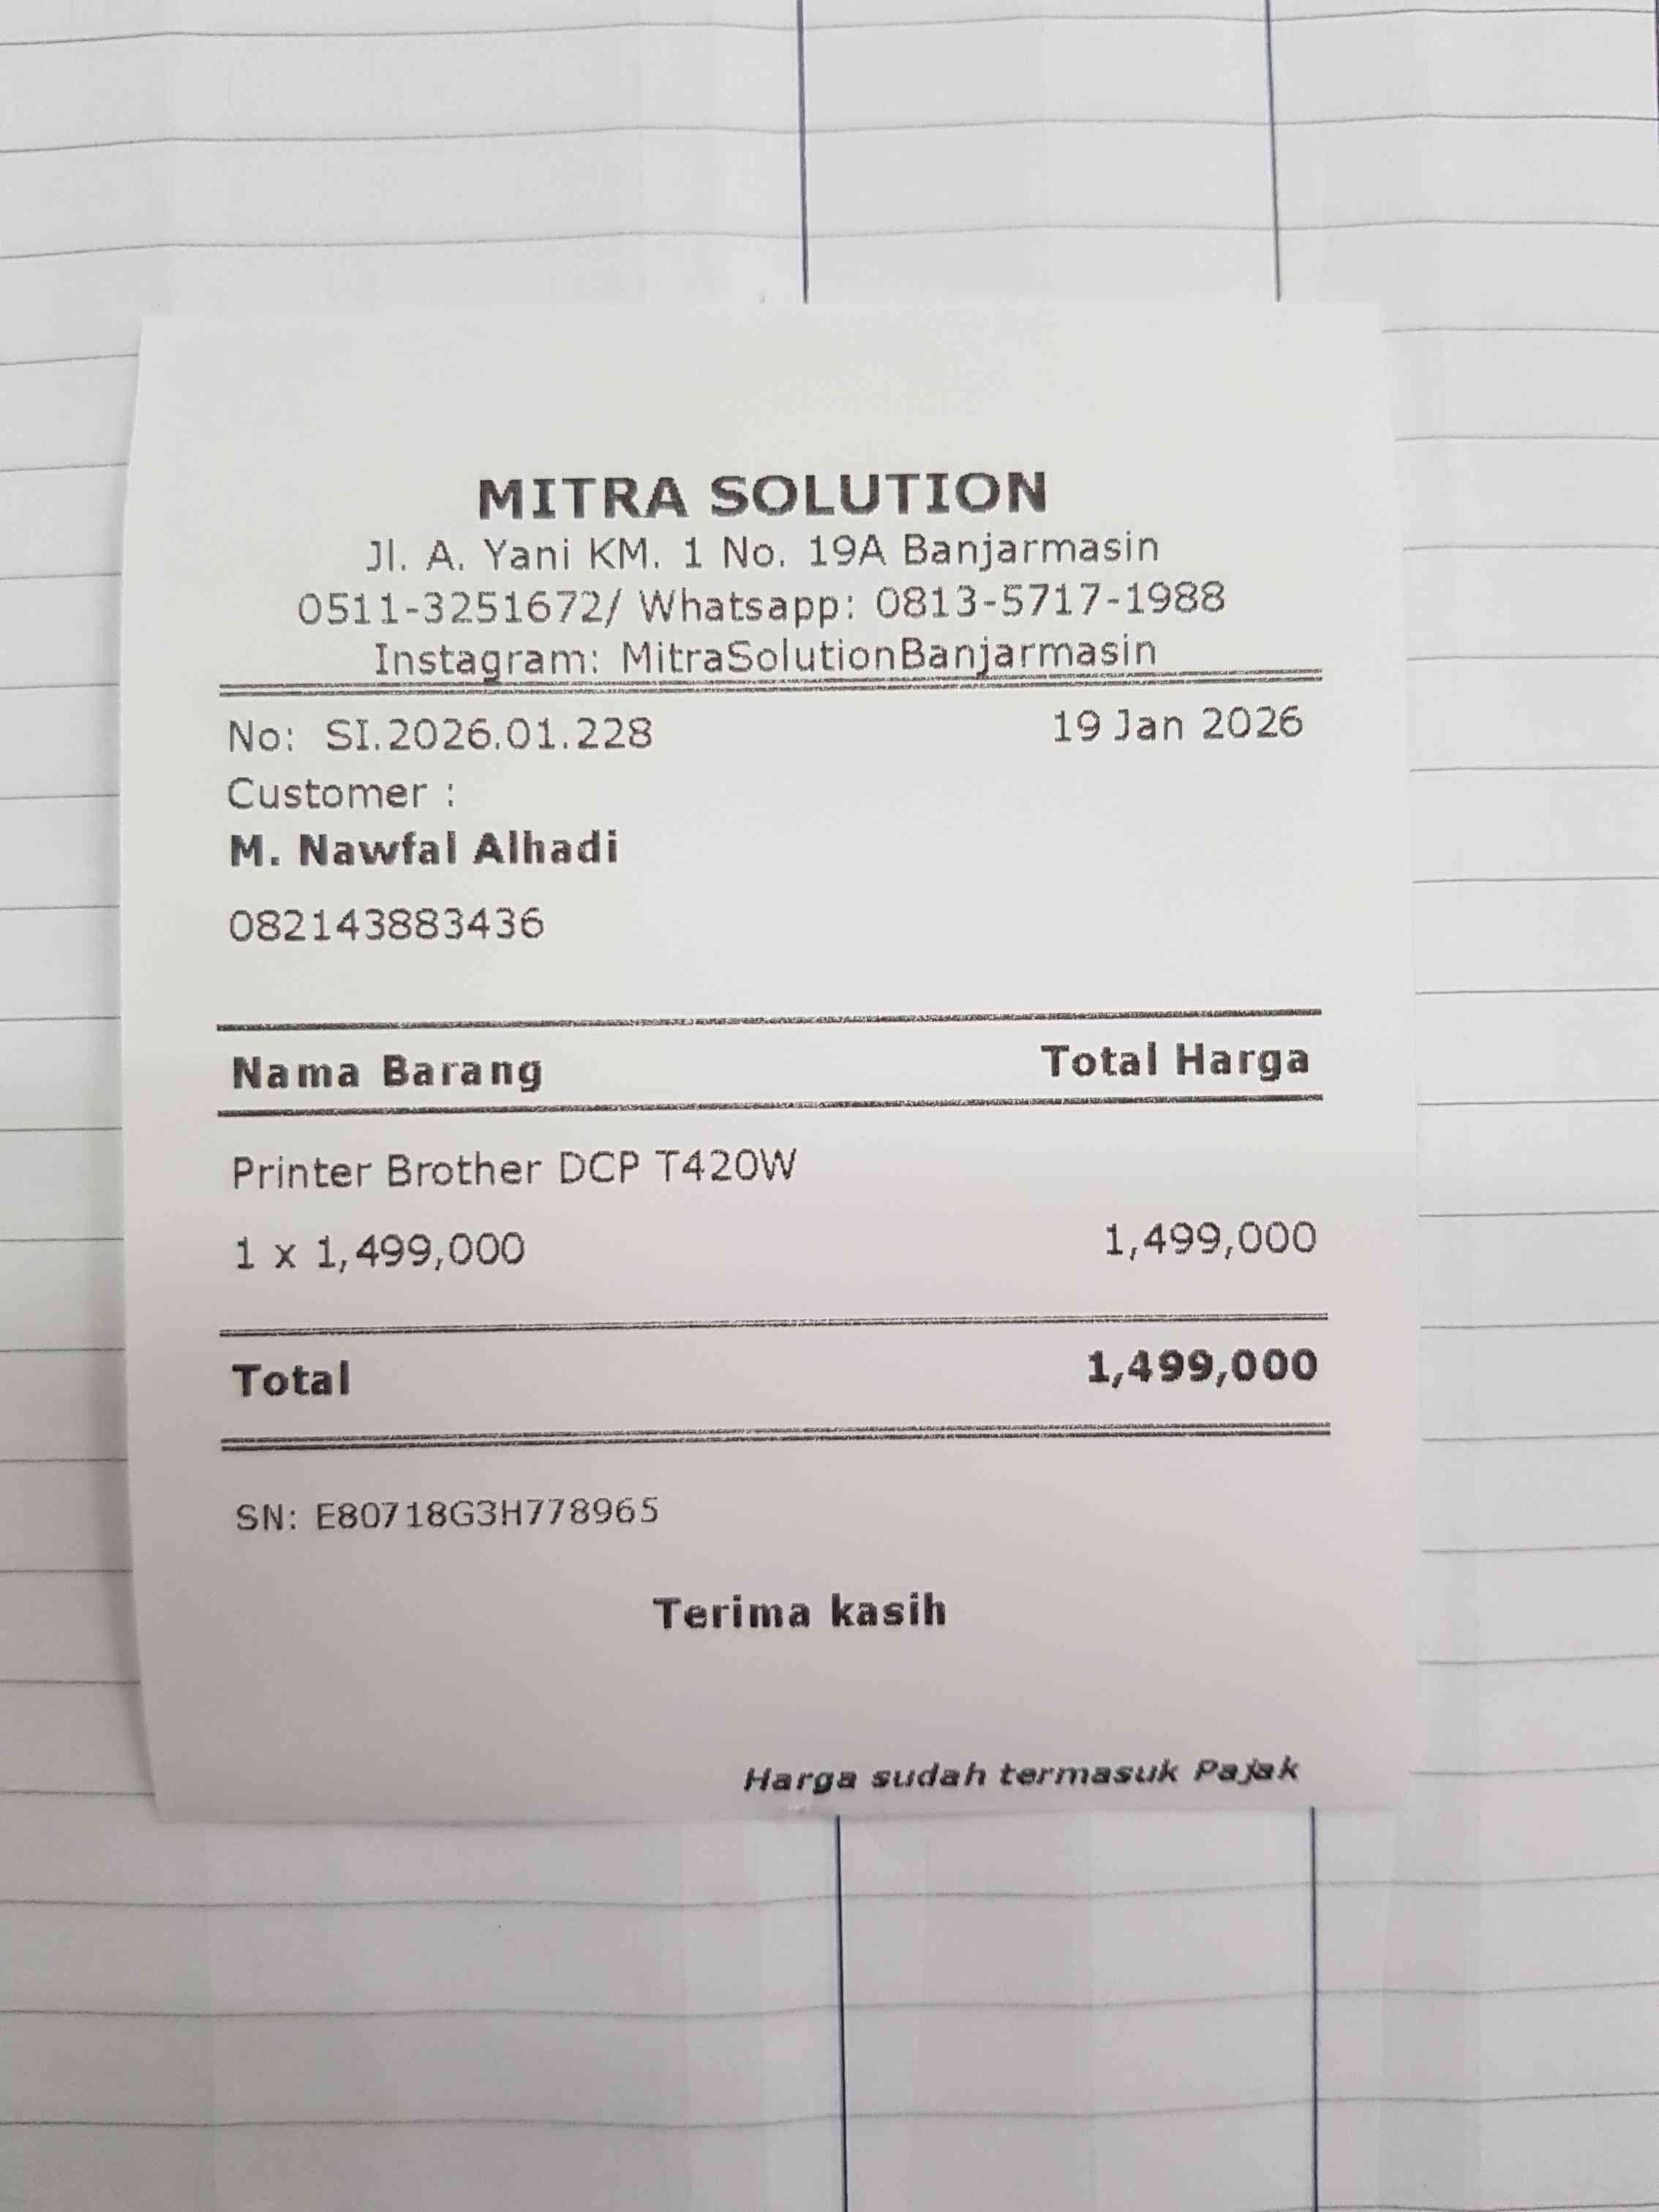 MITRA SOLUTION
Jl. A. Yani KM. 1 No. 19A Banjarmasin
0511-3251672/ Whatsapp: 0813-5717-1988
Instagram: MitraSolutionBanjarmasin
No: SI.2026.01.228 19 Jan 2026
Customer :
M. Nawfal Alhadi
082143883436
Nama Barang Total Harga
Printer Brother DCP T420W
1 x 1,499,000 1,499,000
Total 1,499,000
SN: E80718G3H778965
Terima kasih
Harga sudah termasuk Pajak